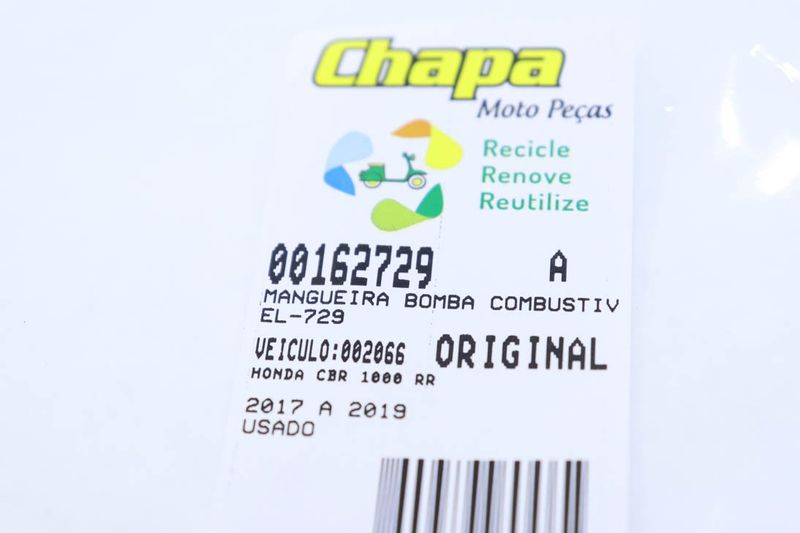 Chapa
Moto Peças
Recicle
Renove
Reutilize
00162729 A
MANGUEIRA BOMBA COMBUSTIV
EL-729
VEICULO:002066 ORIGINAL
HONDA CBR 1000 RR
2017 A 2019
USADO